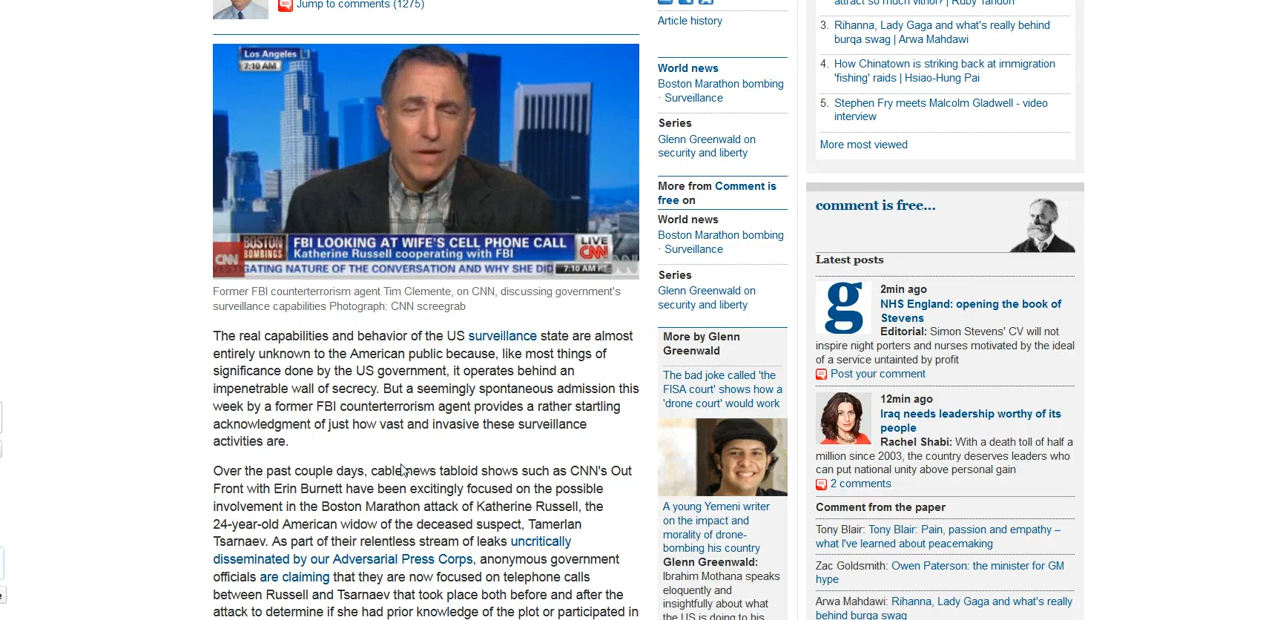 Jump to comments (1275)
Los Angeles
7:10 AM
BOSTON
BOMBINGS
FBI LOOKING AT WIFE'S CELL PHONE CALL
Katherine Russell cooperating with FBI
LIVE
CNN
CNN
GATING NATURE OF THE CONVERSATION AND WHY SHE DID
7:10 AM
Former FBI counterterrorism agent Tim Clemente, on CNN, discussing government's
surveillance capabilities Photograph: CNN screegrab
The real capabilities and behavior of the US surveillance state are almost
entirely unknown to the American public because, like most things of
significance done by the US government, it operates behind an
impenetrable wall of secrecy. But a seemingly spontaneous admission this
week by a former FBI counterterrorism agent provides a rather startling
acknowledgment of just how vast and invasive these surveillance
activities are.
Over the past couple days, cable news tabloid shows such as CNN's Out
Front with Erin Burnett have been excitingly focused on the possible
involvement in the Boston Marathon attack of Katherine Russell, the
24-year-old American widow of the deceased suspect, Tamerlan
Tsarnaev. As part of their relentless stream of leaks uncritically
disseminated by our Adversarial Press Corps, anonymous government
officials are claiming that they are now focused on telephone calls
between Russell and Tsarnaev that took place both before and after the
attack to determine if she had prior knowledge of the plot or participated in
Article history
World news
Boston Marathon bombing
· Surveillance
Series
Glenn Greenwald on
security and liberty
More from Comment is
free on
World news
Boston Marathon bombing
· Surveillance
Series
Glenn Greenwald on
security and liberty
More by Glenn
Greenwald
The bad joke called 'the
FISA court' shows how a
'drone court' would work
A young Yemeni writer
on the impact and
morality of drone-
bombing his country
Glenn Greenwald:
Ibrahim Mothana speaks
eloquently and
insightfully about what
the US is doing to his
attract so much vitriol? | Ruby Tandoh
3. Rihanna, Lady Gaga and what's really behind
burqa swag | Arwa Mahdawi
4. How Chinatown is striking back at immigration
'fishing' raids | Hsiao-Hung Pai
5. Stephen Fry meets Malcolm Gladwell - video
interview
More most viewed
comment is free...
Latest posts
g
2min ago
NHS England: opening the book of
Stevens
Editorial: Simon Stevens' CV will not
inspire night porters and nurses motivated by the ideal
of a service untainted by profit
Post your comment
12min ago
Iraq needs leadership worthy of its
people
Rachel Shabi: With a death toll of half a
million since 2003, the country deserves leaders who
can put national unity above personal gain
2 comments
Comment from the paper
Tony Blair: Tony Blair: Pain, passion and empathy –
what I've learned about peacemaking
Zac Goldsmith: Owen Paterson: the minister for GM
hype
Arwa Mahdawi: Rihanna, Lady Gaga and what's really
behind burqa swag